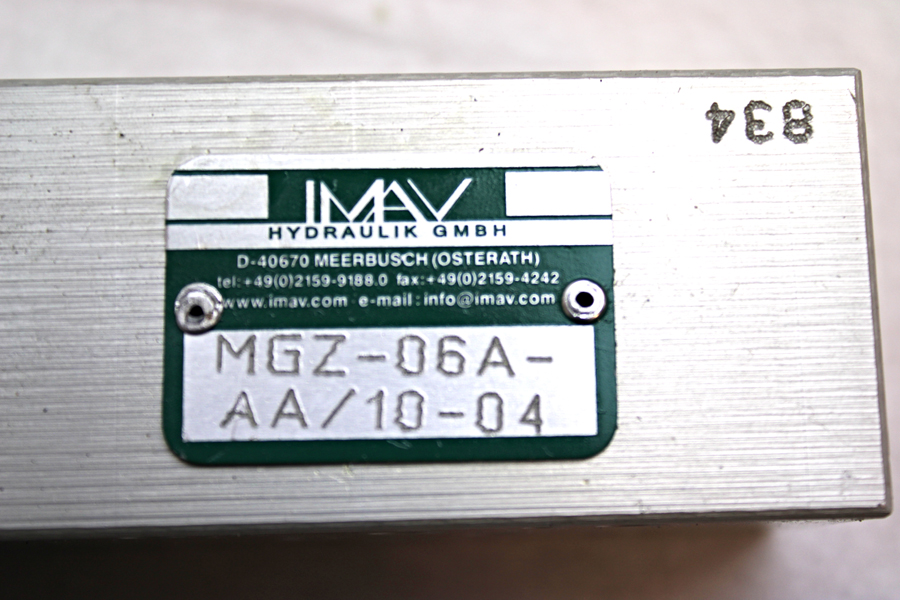 834
IMAV
HYDRAULIK GMBH
D-40670 MEERBUSCH (OSTERATH)
tel:+49(0)2159-9188.0 fax:+49(0)2159-4242
www.imav.com e-mail:info@imav.com
MGZ-06A-
AA/10-04